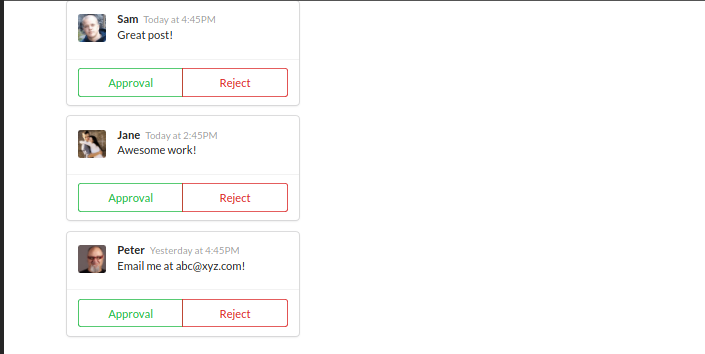 Sam Today at 4:45PM
Great post!
Approval Reject
Jane Today at 2:45PM
Awesome work!
Approval Reject
Peter Yesterday at 4:45PM
Email me at abc@xyz.com!
Approval Reject